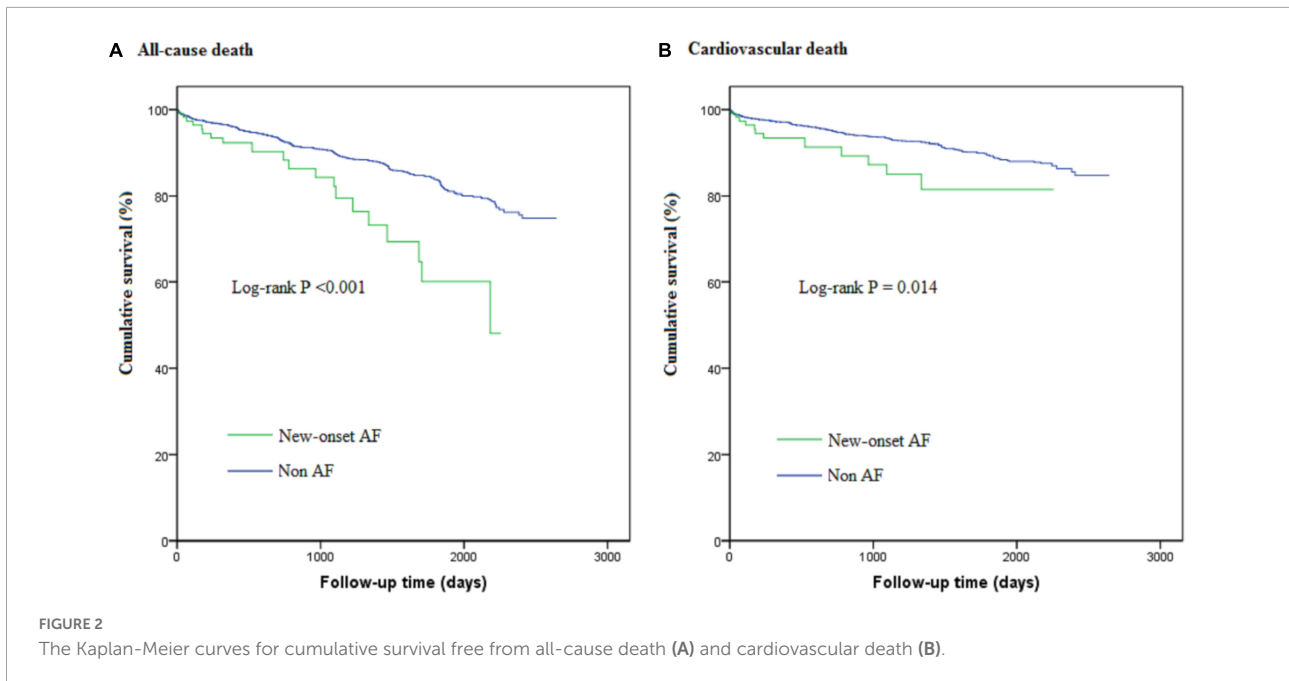 A All-cause death
Cumulative survival (%)
100
80
60
40
20
0
Log-rank P <0.001
New-onset AF
Non AF
0 1000 2000 3000
Follow-up time (days)
B Cardiovascular death
Cumulative survival (%)
100
80
60
40
20
0
Log-rank P = 0.014
New-onset AF
Non AF
0 1000 2000 3000
Follow-up time (days)
FIGURE 2
The Kaplan-Meier curves for cumulative survival free from all-cause death (A) and cardiovascular death (B).